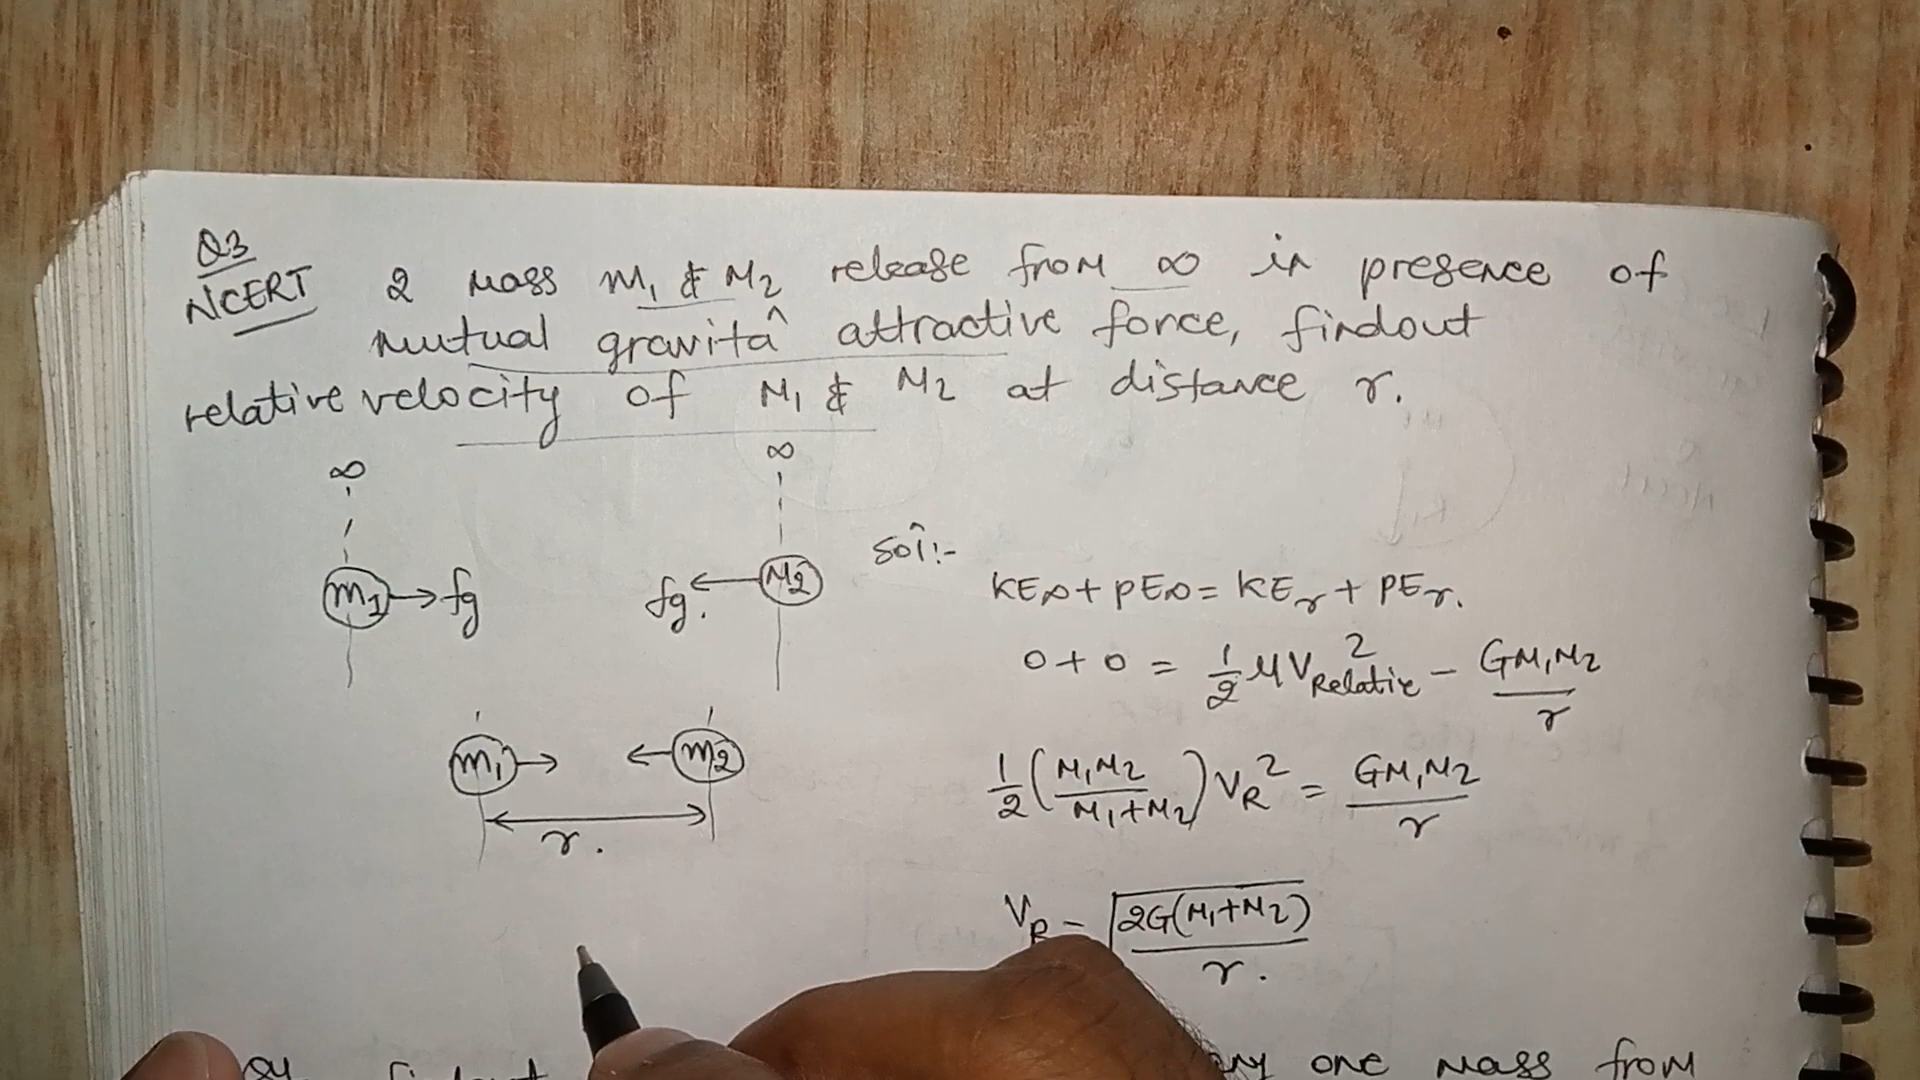 Q3
NCERT 2 mass m₁ & M₂ release from ∞ in presence of
mutual gravitâ attractive force, findout
relative velocity of M₁ & M₂ at distance r.
∞ ∞
m₁ → fg fg. ← M₂
solⁿ:-
KE∞ + PE∞ = KEr + PEr.
0 + 0 = 1/2 μ V²Relative - GM₁M₂/r
m₁ → ← m₂
r.
1/2 (M₁M₂/(M₁+M₂)) VR² = GM₁M₂/r
VR = √(2G(M₁+M₂)/r).
one mass from